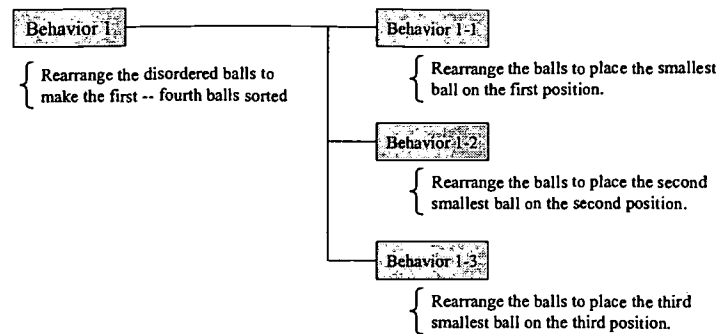 Behavior 1
Rearrange the disordered balls to
make the first -- fourth balls sorted
Behavior 1-1
Rearrange the balls to place the smallest
ball on the first position.
Behavior 1-2
Rearrange the balls to place the second
smallest ball on the second position.
Behavior 1-3
Rearrange the balls to place the third
smallest ball on the third position.